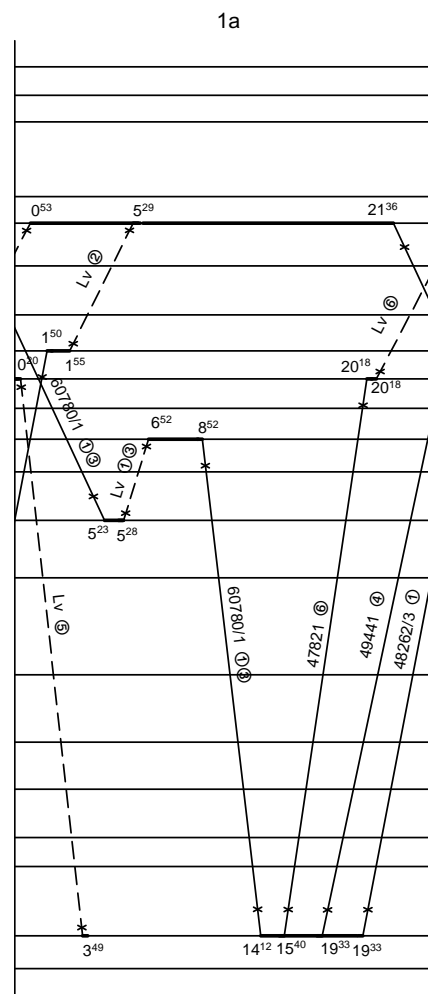 1a
0⁵³ 5²⁹ 21³⁶
Lv ②
Lv ⑥
1⁵⁰
1⁵⁵
0²⁰
20¹⁸
20¹⁸
60780/1 ①③
6⁵² 8⁵²
Lv ①③
5²³ 5²⁸
Lv ⑤
60780/1 ①③
47821 ⑥
49441 ④
48262/3 ①
3⁴⁹
14¹² 15⁴⁰ 19³³ 19³³